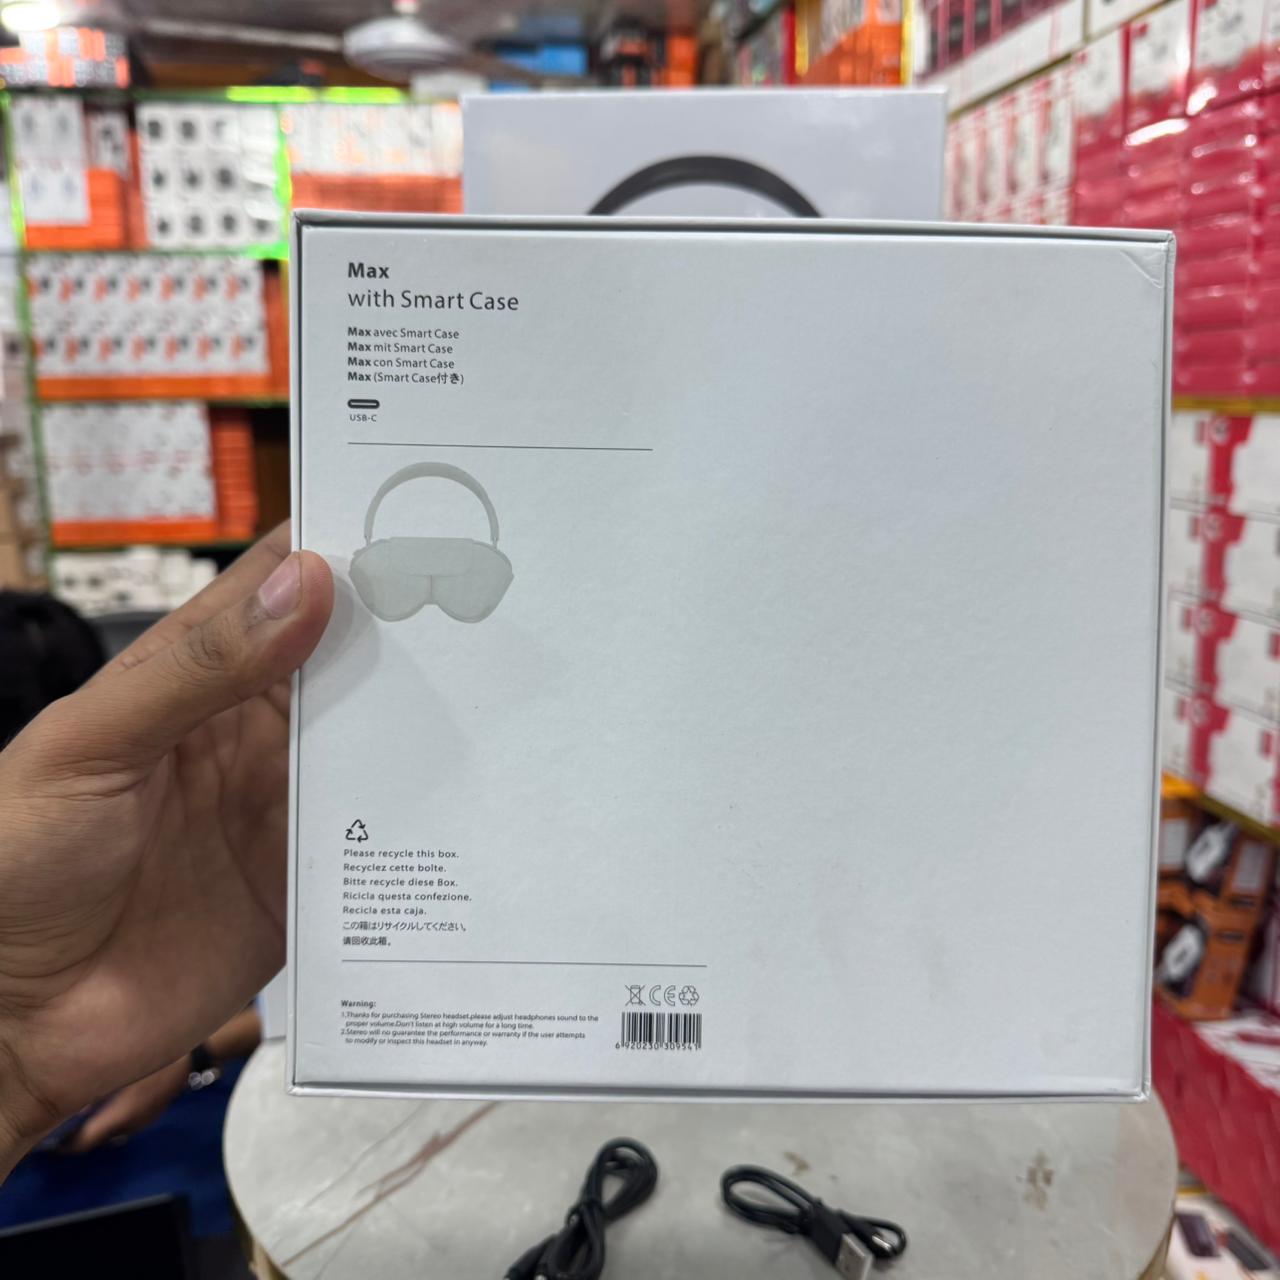 Max
with Smart Case
Max avec Smart Case
Max mit Smart Case
Max con Smart Case
Max (Smart Case付き)
USB-C
Please recycle this box.
Recyclez cette bolte.
Bitte recycle diese Box.
Ricicla questa confezione.
Recicla esta caja.
この箱はリサイクルしてください。
请回收此箱。
Warning:
1.Thanks for purchasing Stereo headset,please adjust headphones sound to the
proper volume.Don't listen at high volume for a long time.
2.Stereo will no guarantee the performance or warranty if the user attempts
to modify or inspect this headset in anyway.
CE
6 920230 309541